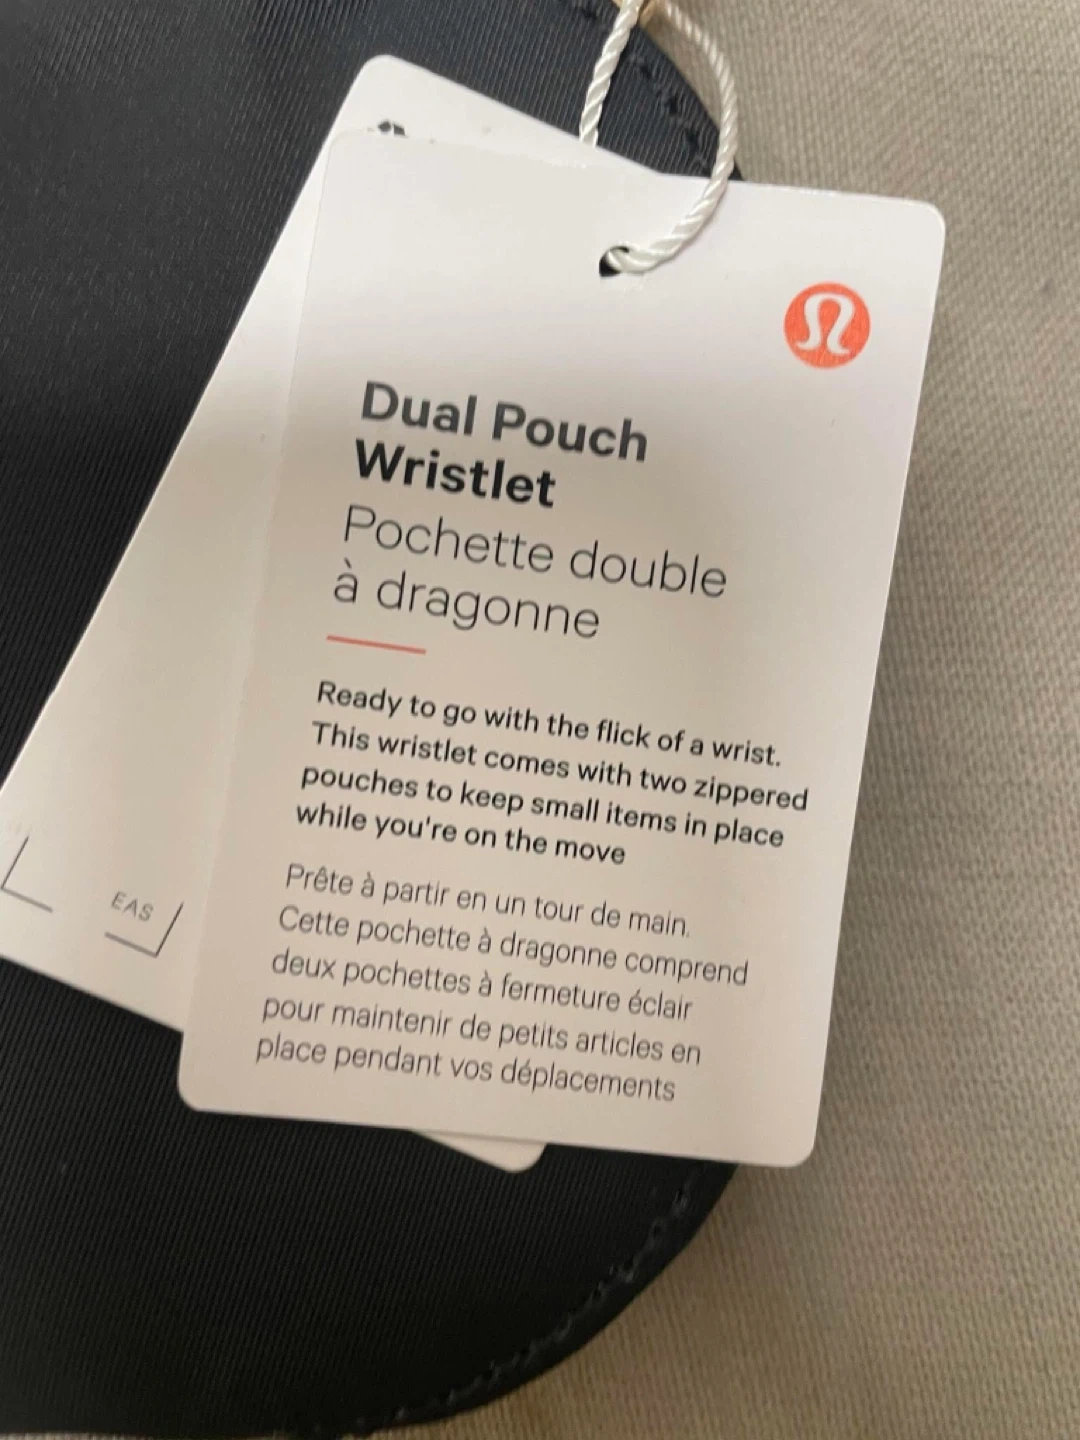 Dual Pouch
Wristlet
Pochette double
à dragonne
Ready to go with the flick of a wrist.
This wristlet comes with two zippered
pouches to keep small items in place
while you're on the move
Prête à partir en un tour de main.
Cette pochette à dragonne comprend
deux pochettes à fermeture éclair
pour maintenir de petits articles en
place pendant vos déplacements
EAS